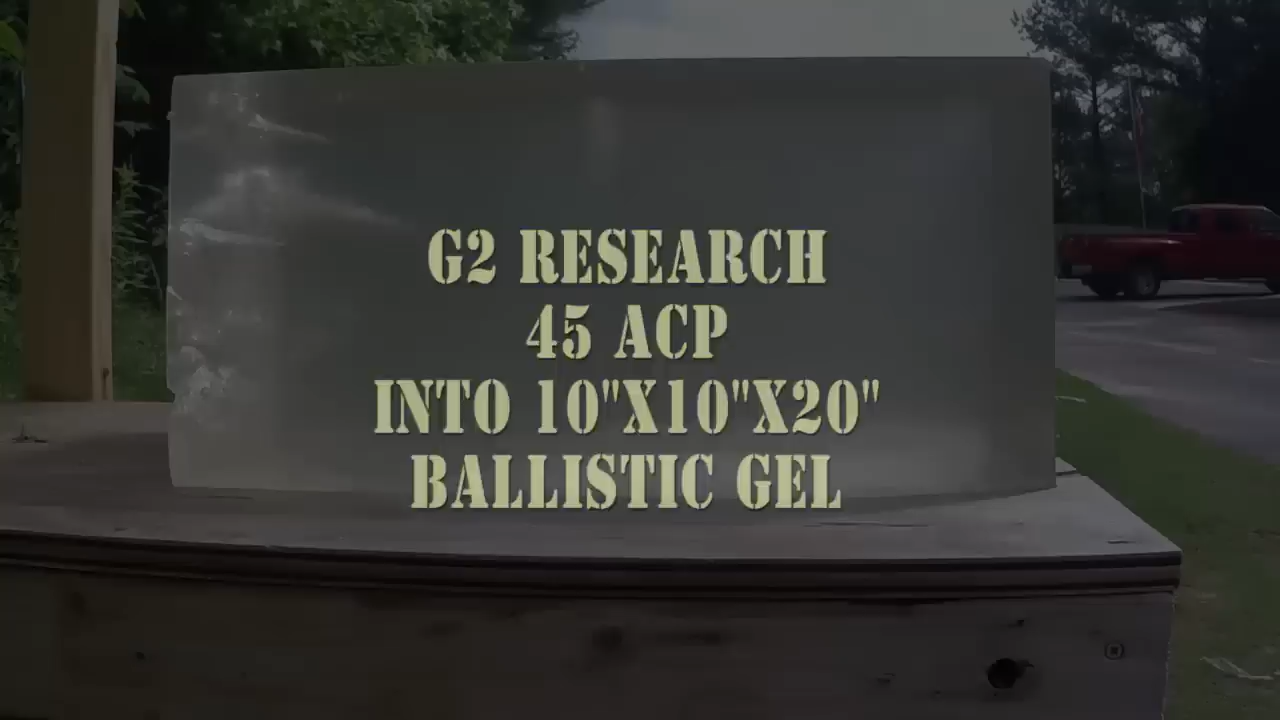 G2 RESEARCH
45 ACP
INTO 10"X10"X20"
BALLISTIC GEL